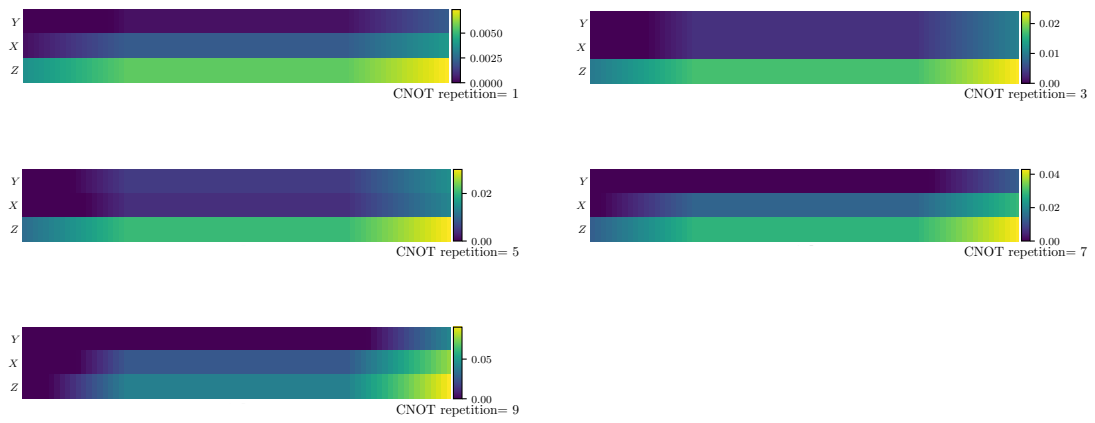 Y
X
Z
0.0050
0.0025
0.0000
CNOT repetition= 1
Y
X
Z
0.02
0.01
0.00
CNOT repetition= 3
Y
X
Z
0.02
0.00
CNOT repetition= 5
Y
X
Z
0.04
0.02
0.00
CNOT repetition= 7
Y
X
Z
0.05
0.00
CNOT repetition= 9